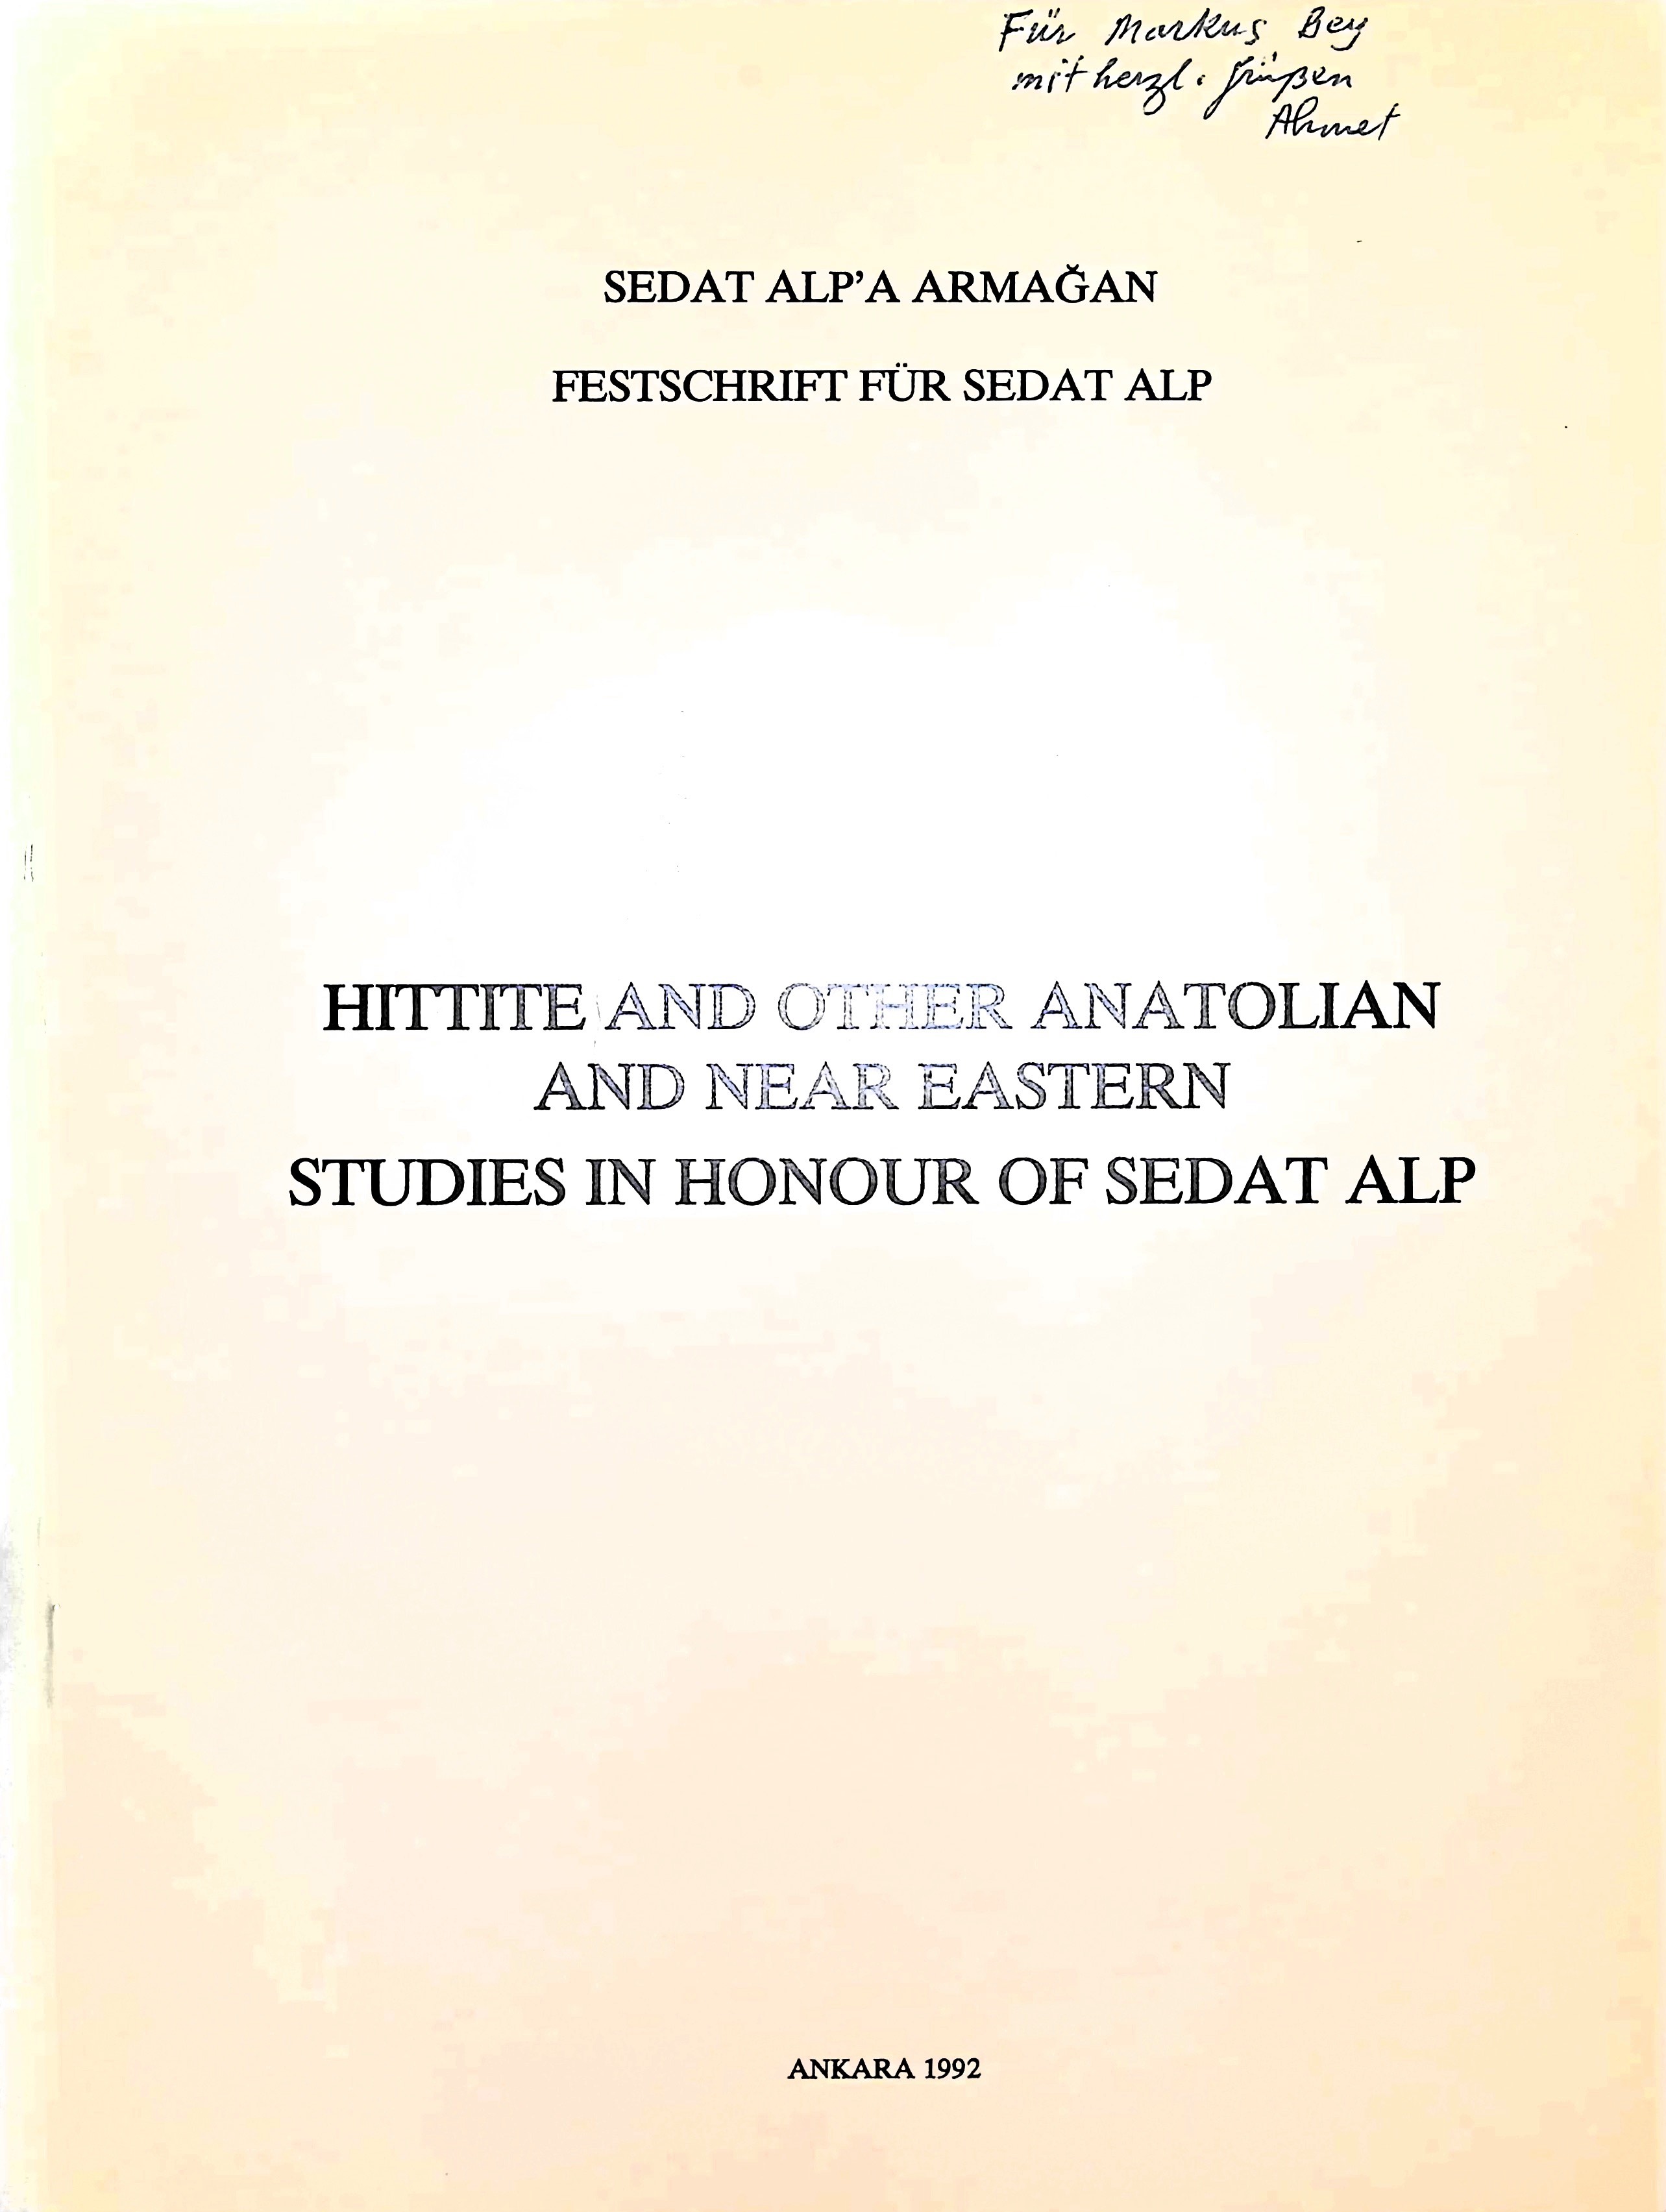 Für Markus Bey
mit herzl. Grüßen
Ahmet
SEDAT ALP'A ARMAĞAN
FESTSCHRIFT FÜR SEDAT ALP
HITTITE AND OTHER ANATOLIAN
AND NEAR EASTERN
STUDIES IN HONOUR OF SEDAT ALP
ANKARA 1992